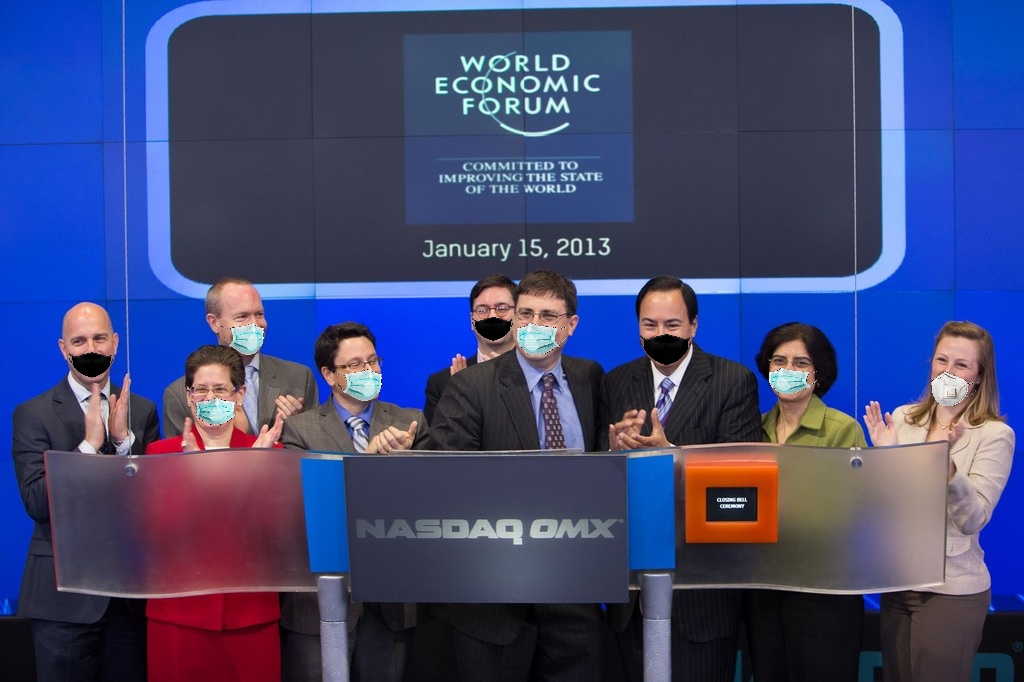 WORLD
ECONOMIC
FORUM
COMMITTED TO
IMPROVING THE STATE
OF THE WORLD
January 15, 2013
NASDAQ OMX®
CLOSING BELL
CEREMONY